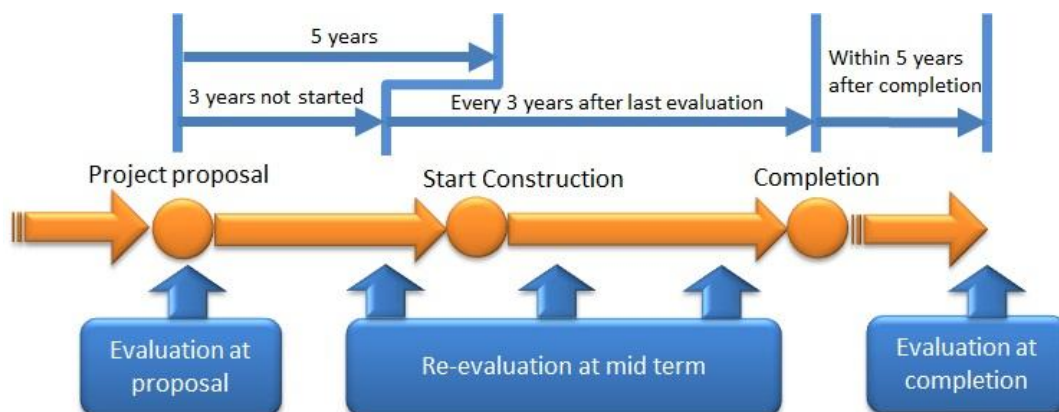 5 years
Within 5 years
after completion
3 years not started
Every 3 years after last evaluation
Project proposal
Start Construction
Completion
Evaluation at
proposal
Re-evaluation at mid term
Evaluation at
completion